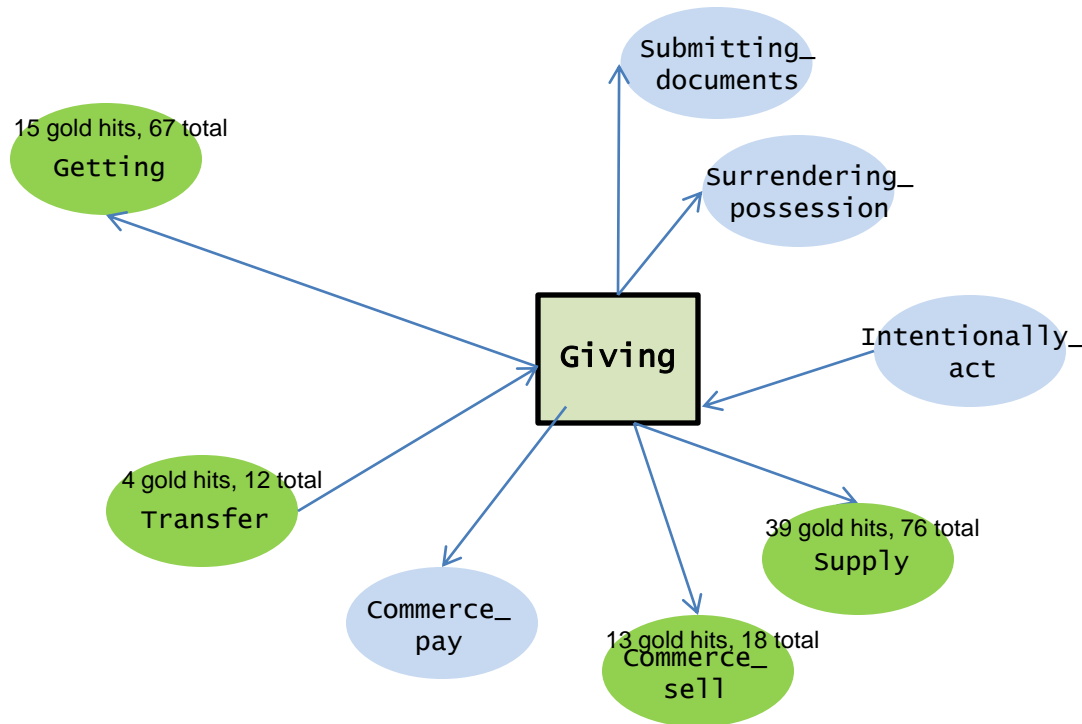 Submitting_
documents
15 gold hits, 67 total
Getting
Surrendering_
possession
Giving
Intentionally_
act
4 gold hits, 12 total
Transfer
39 gold hits, 76 total
Supply
Commerce_
pay
13 gold hits, 18 total
Commerce_
sell